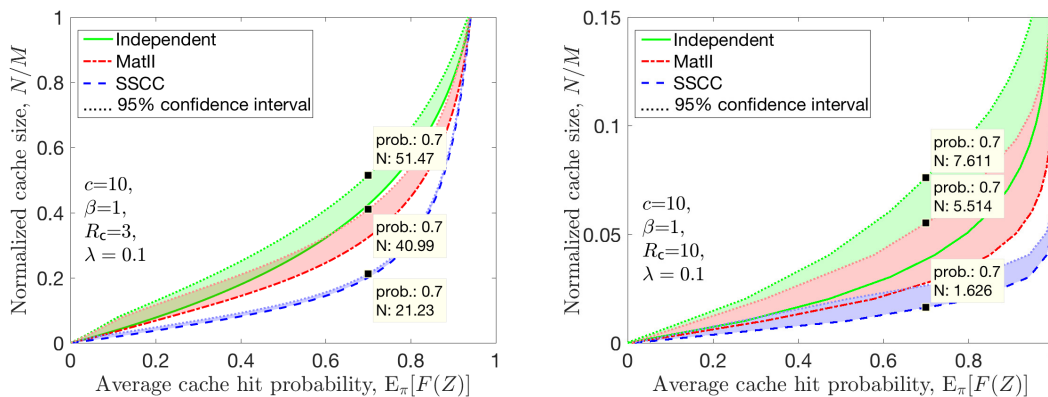 Normalized cache size, N/M
1
0.8
0.6
0.4
0.2
0
Independent
MatII
SSCC
95% confidence interval
prob.: 0.7
N: 51.47
prob.: 0.7
N: 40.99
prob.: 0.7
N: 21.23
c=10,
β=1,
R_c=3,
λ = 0.1
0 0.2 0.4 0.6 0.8 1
Average cache hit probability, E_π[F(Z)]
Normalized cache size, N/M
0.15
0.1
0.05
0
Independent
MatII
SSCC
95% confidence interval
prob.: 0.7
N: 7.611
prob.: 0.7
N: 5.514
prob.: 0.7
N: 1.626
c=10,
β=1,
R_c=10,
λ = 0.1
0 0.2 0.4 0.6 0.8
Average cache hit probability, E_π[F(Z)]